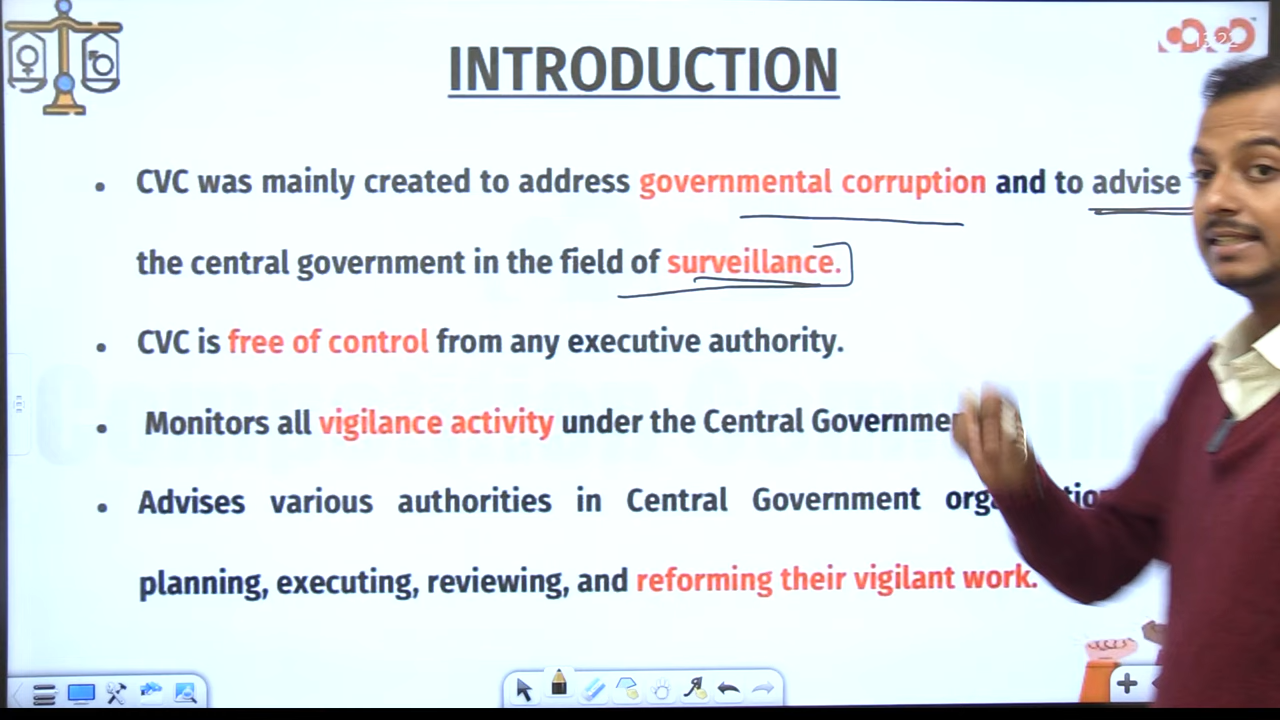 INTRODUCTION
CVC was mainly created to address governmental corruption and to advise
the central government in the field of surveillance.
CVC is free of control from any executive authority.
Monitors all vigilance activity under the Central
Advises various authorities in Central Government
planning, executing, reviewing, and reforming their vigilant work.